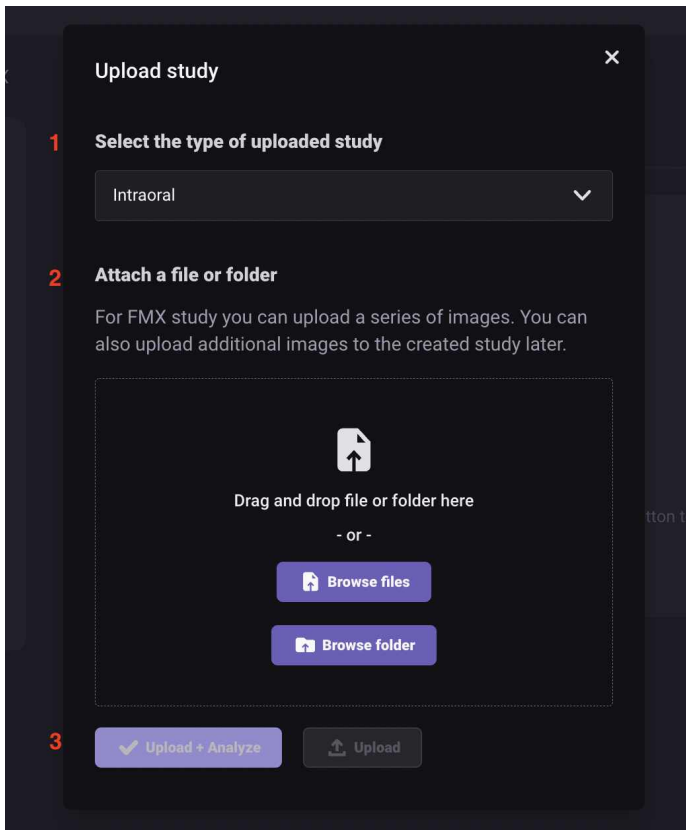 Upload study
1 Select the type of uploaded study
Intraoral
2 Attach a file or folder
For FMX study you can upload a series of images. You can
also upload additional images to the created study later.
Drag and drop file or folder here
- or -
tton t
Browse files
Browse folder
3 Upload + Analyze Upload